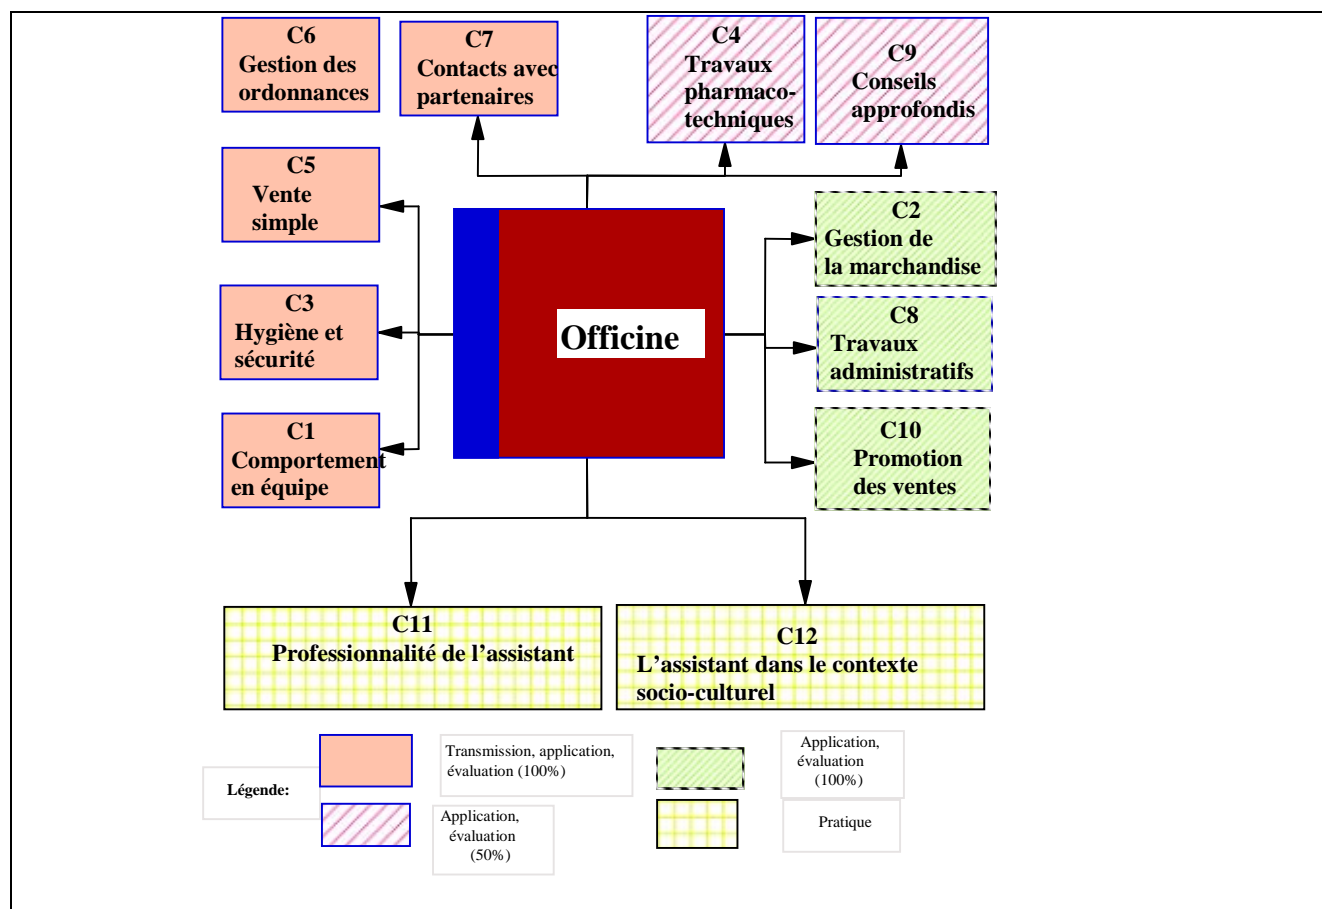 C6
Gestion des
ordonnances
C7
Contacts avec
partenaires
C4
Travaux
pharmaco-
techniques
C9
Conseils
approfondis
C5
Vente
simple
C2
Gestion de
la marchandise
C3
Hygiène et
sécurité
Officine
C8
Travaux
administratifs
C1
Comportement
en équipe
C10
Promotion
des ventes
C11
Professionnalité de l’assistant
C12
L’assistant dans le contexte
socio-culturel
Légende:
Transmission, application,
évaluation (100%)
Application,
évaluation
(50%)
Application,
évaluation
(100%)
Pratique